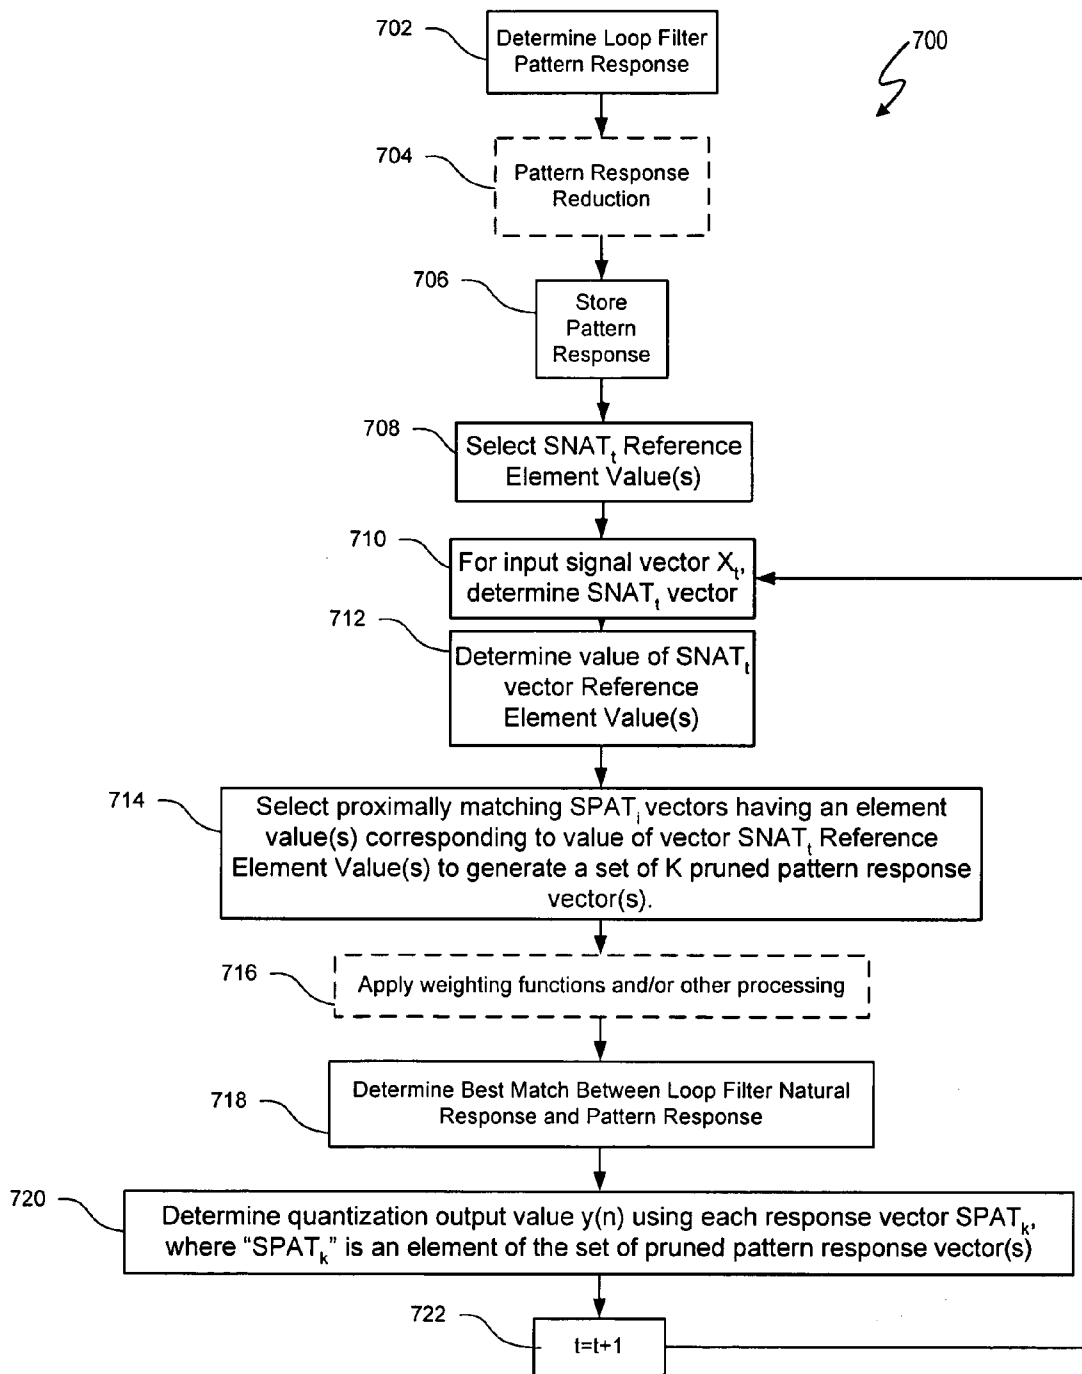 702
Determine Loop Filter
Pattern Response
700
704
Pattern Response
Reduction
706
Store
Pattern
Response
708
Select SNATₜ Reference
Element Value(s)
710
For input signal vector Xₜ,
determine SNATₜ vector
712
Determine value of SNATₜ
vector Reference
Element Value(s)
714
Select proximally matching SPATᵢ vectors having an element
value(s) corresponding to value of vector SNATₜ Reference
Element Value(s) to generate a set of K pruned pattern response
vector(s).
716
Apply weighting functions and/or other processing
718
Determine Best Match Between Loop Filter Natural
Response and Pattern Response
720
Determine quantization output value y(n) using each response vector SPATₖ,
where “SPATₖ” is an element of the set of pruned pattern response vector(s)
722
t=t+1